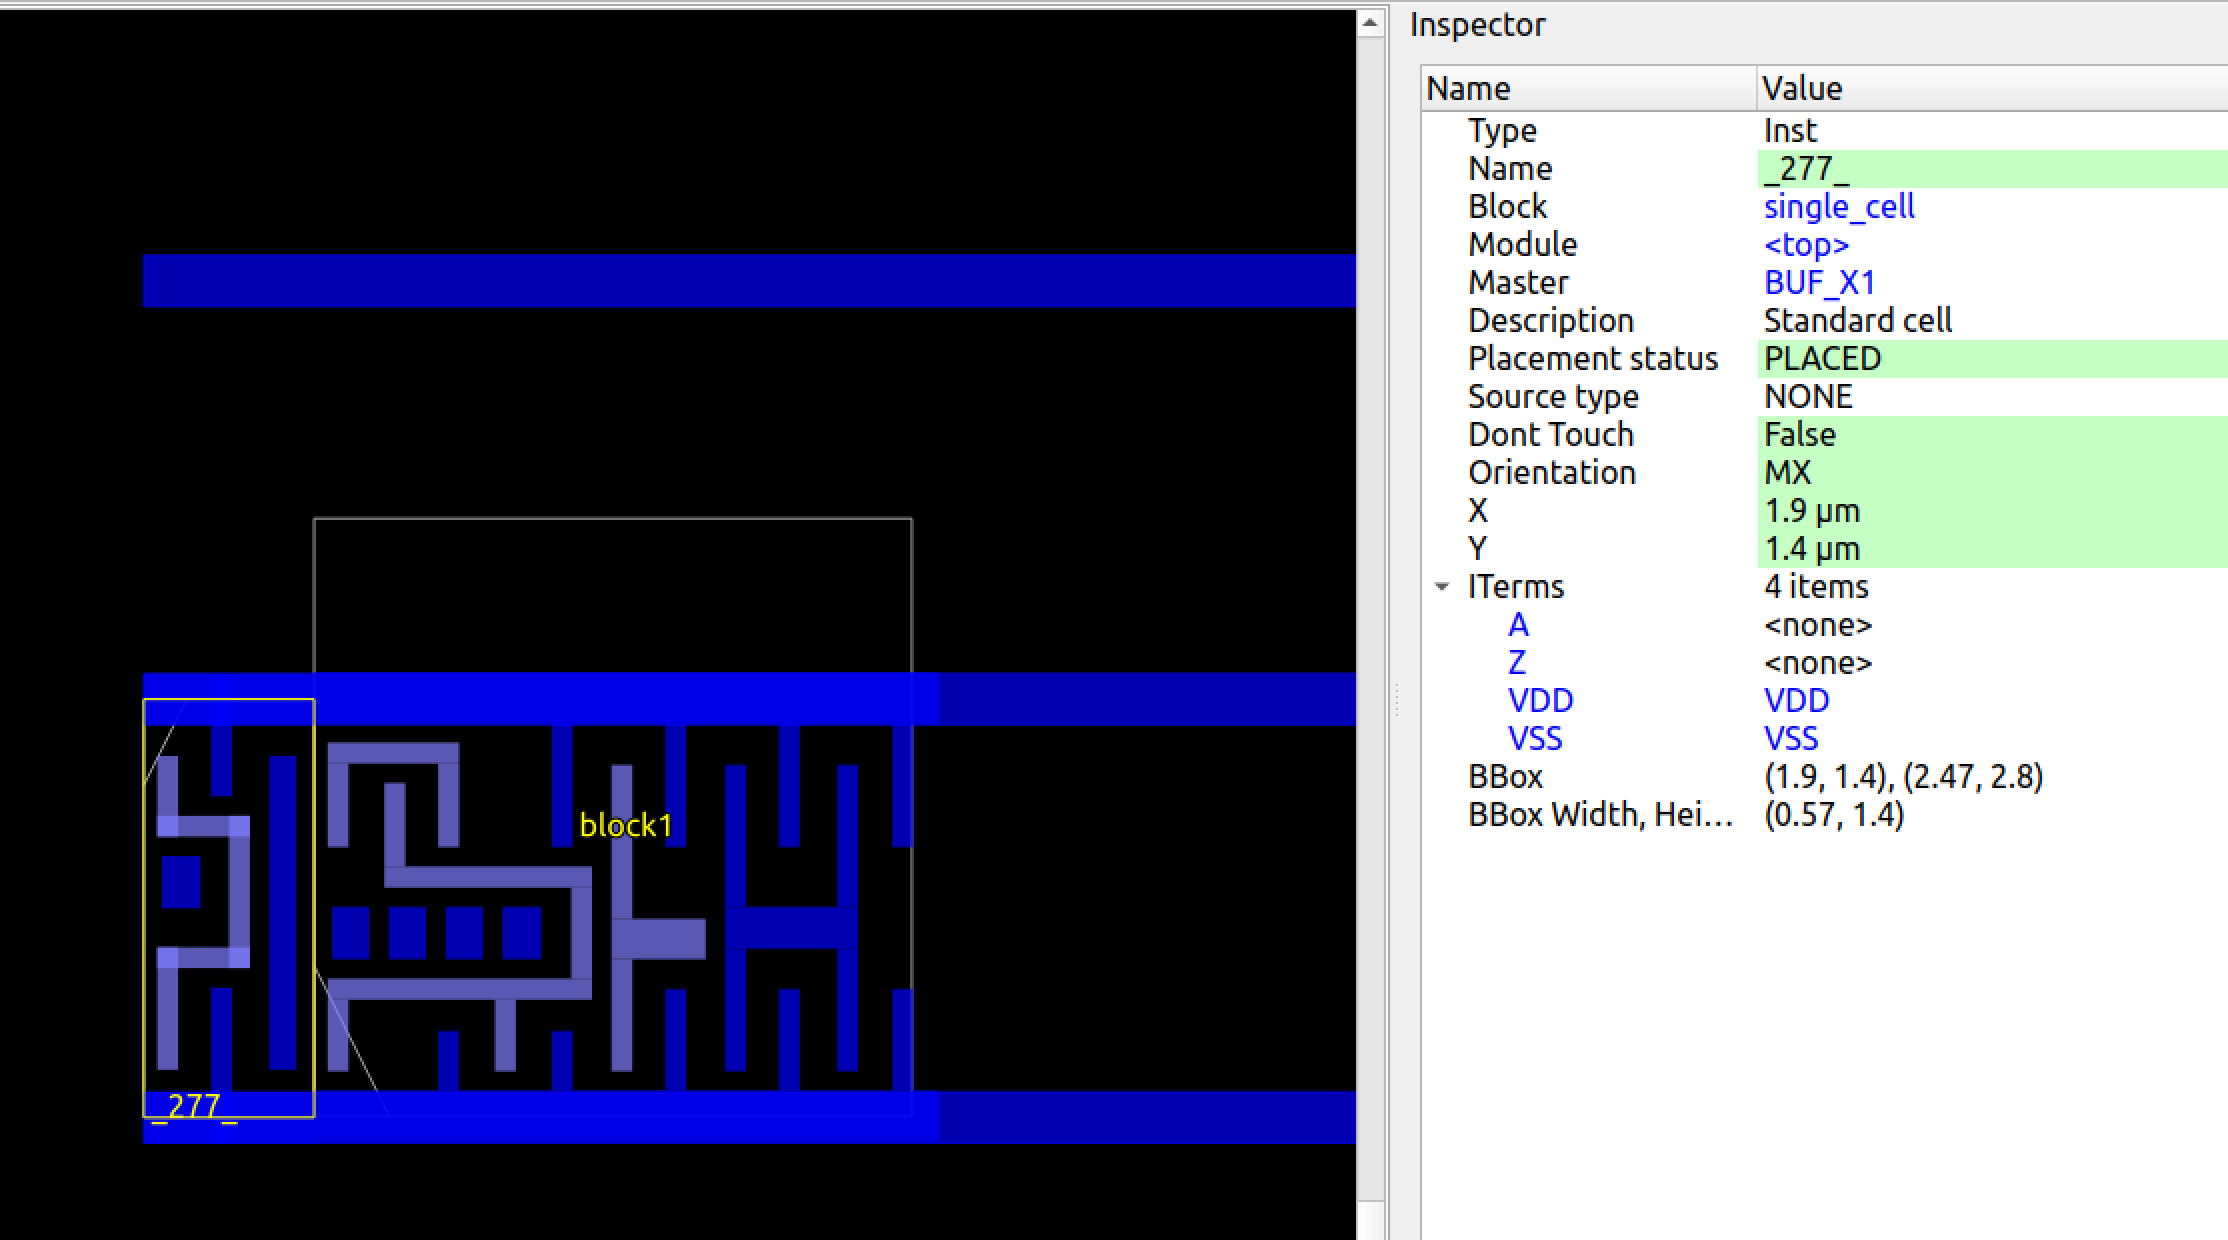 Inspector
Name Value
Type Inst
Name _277_
Block single_cell
Module <top>
Master BUF_X1
Description Standard cell
Placement status PLACED
Source type NONE
Dont Touch False
Orientation MX
X 1.9 μm
Y 1.4 μm
ITerms 4 items
A <none>
Z <none>
VDD VDD
VSS VSS
BBox (1.9, 1.4), (2.47, 2.8)
BBox Width, Hei... (0.57, 1.4)
block1
_277_